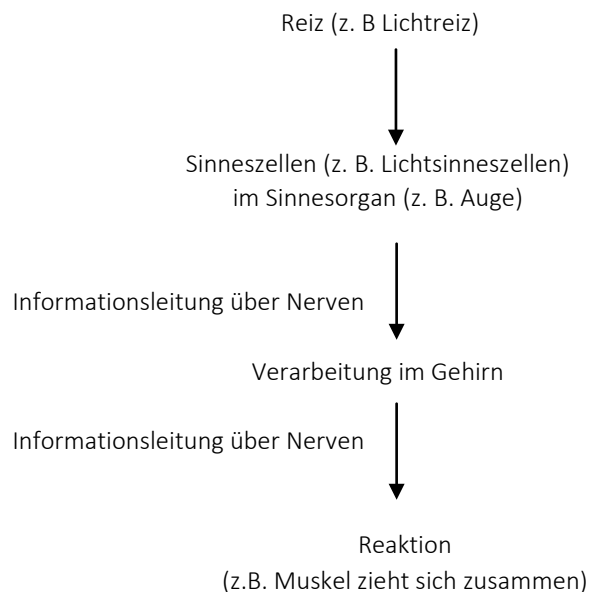 Reiz (z. B Lichtreiz)
Sinneszellen (z. B. Lichtsinneszellen)
im Sinnesorgan (z. B. Auge)
Informationsleitung über Nerven
Verarbeitung im Gehirn
Informationsleitung über Nerven
Reaktion
(z.B. Muskel zieht sich zusammen)